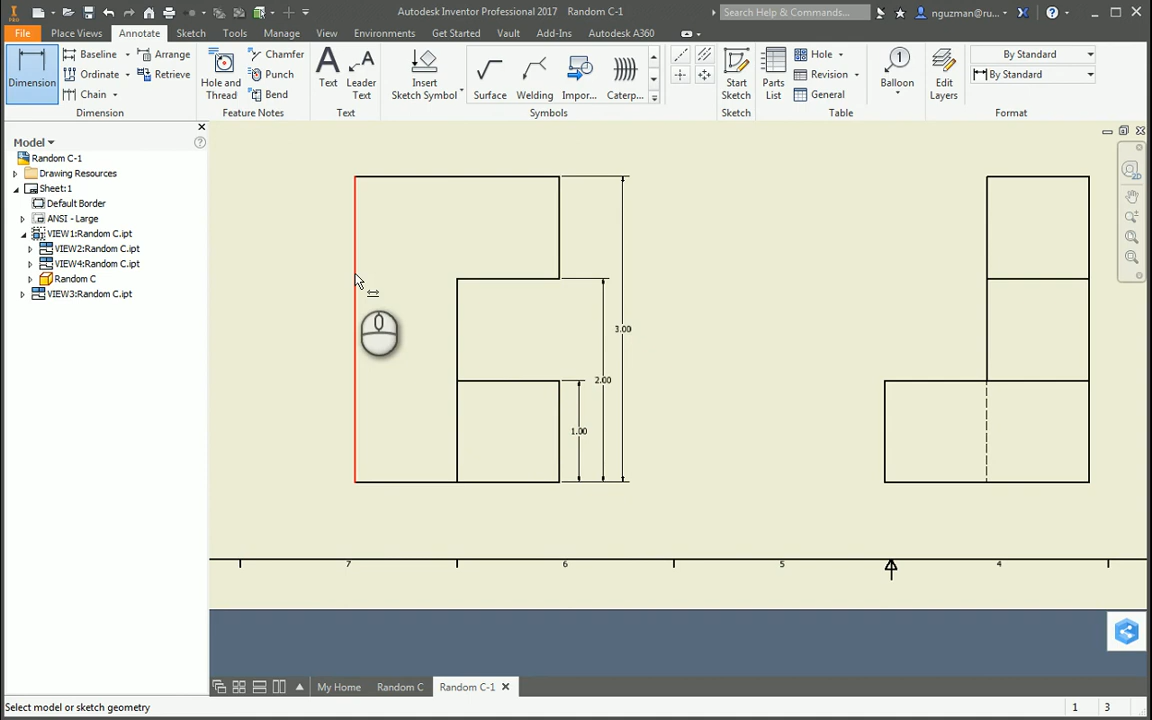 Autodesk Inventor Professional 2017 Random C-1
Search Help & Commands...
nguzman@ru...
PRO
File Place Views Annotate Sketch Tools Manage View Environments Get Started Vault Add-Ins Autodesk A360
Dimension
Baseline
Ordinate
Chain
Arrange
Retrieve
Dimension
Hole and
Thread
Chamfer
Punch
Bend
Feature Notes
Text
Leader
Text
Text
Insert
Sketch Symbol
Surface
Welding
Impor...
Caterp...
Symbols
Start
Sketch
Sketch
Parts
List
Hole
Revision
General
Table
Balloon
Edit
Layers
By Standard
By Standard
Format
Model
Random C-1
Drawing Resources
Sheet:1
Default Border
ANSI - Large
VIEW1:Random C.ipt
VIEW2:Random C.ipt
VIEW4:Random C.ipt
Random C
VIEW3:Random C.ipt
3.00
2.00
1.00
7 6 5 4
My Home Random C Random C-1
Select model or sketch geometry
1 3